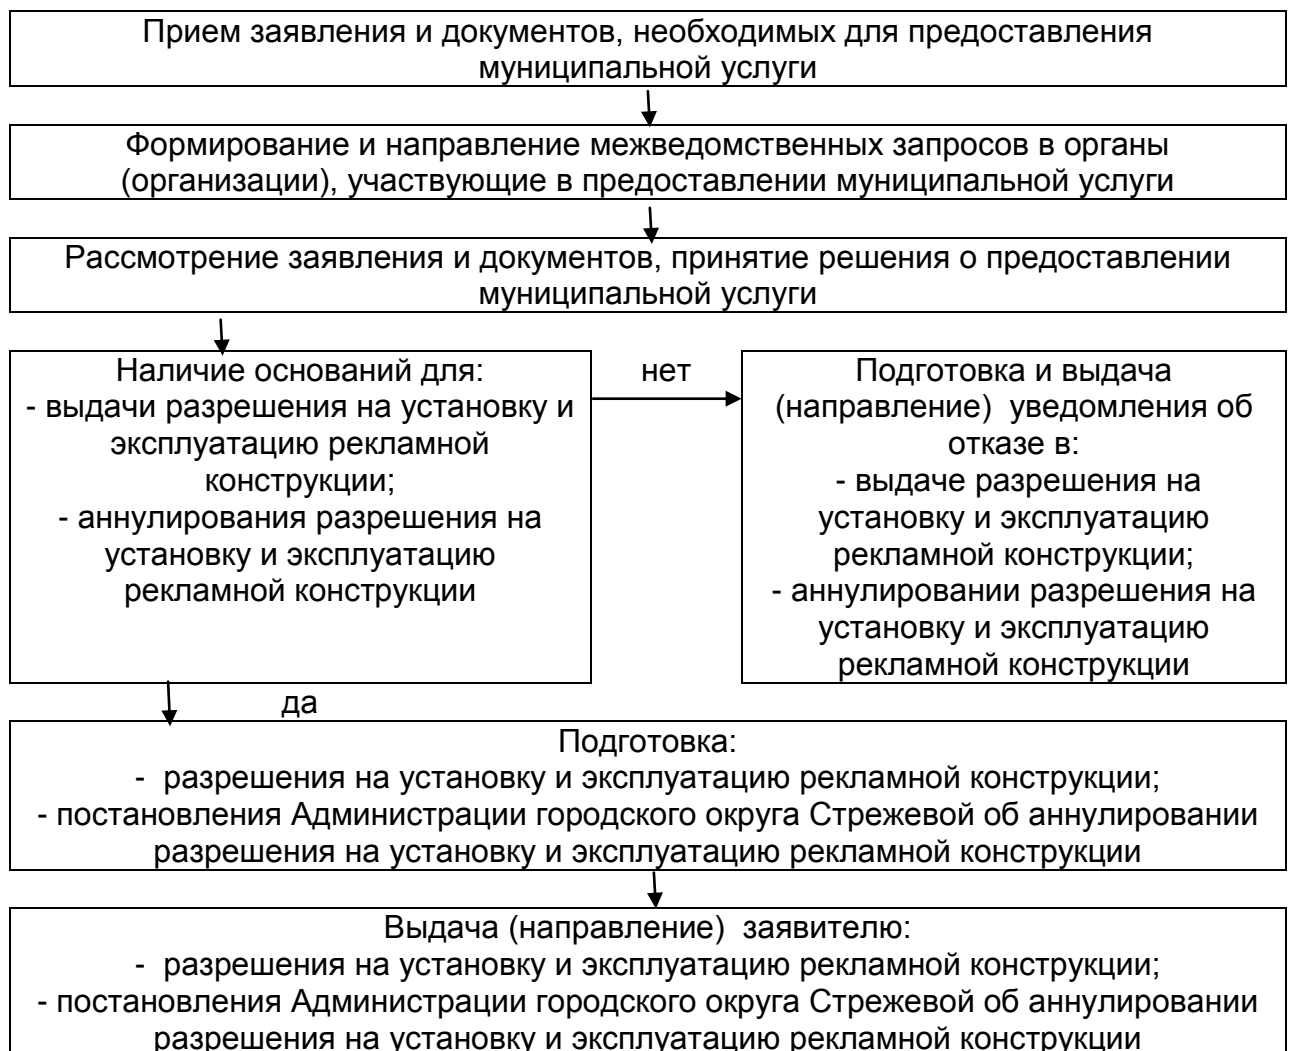 Прием заявления и документов, необходимых для предоставления
муниципальной услуги
Формирование и направление межведомственных запросов в органы
(организации), участвующие в предоставлении муниципальной услуги
Рассмотрение заявления и документов, принятие решения о предоставлении
муниципальной услуги
Наличие оснований для:
- выдачи разрешения на установку и
эксплуатацию рекламной
конструкции;
- аннулирования разрешения на
установку и эксплуатацию
рекламной конструкции
нет
Подготовка и выдача
(направление) уведомления об
отказе в:
- выдаче разрешения на
установку и эксплуатацию
рекламной конструкции;
- аннулировании разрешения на
установку и эксплуатацию
рекламной конструкции
да
Подготовка:
- разрешения на установку и эксплуатацию рекламной конструкции;
- постановления Администрации городского округа Стрежевой об аннулировании
разрешения на установку и эксплуатацию рекламной конструкции
Выдача (направление) заявителю:
- разрешения на установку и эксплуатацию рекламной конструкции;
- постановления Администрации городского округа Стрежевой об аннулировании
разрешения на установку и эксплуатацию рекламной конструкции